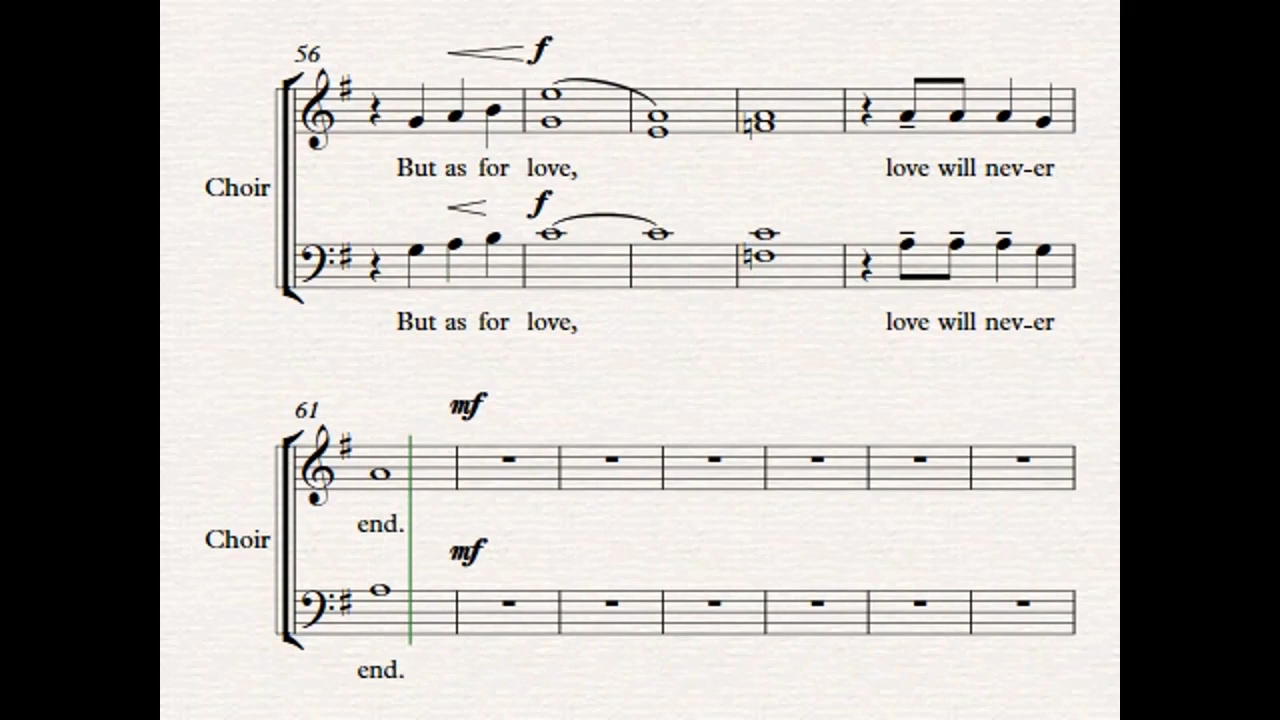 56
f
But as for love, love will nev-er
Choir
f
But as for love, love will nev-er
61
mf
end.
Choir
mf
end.